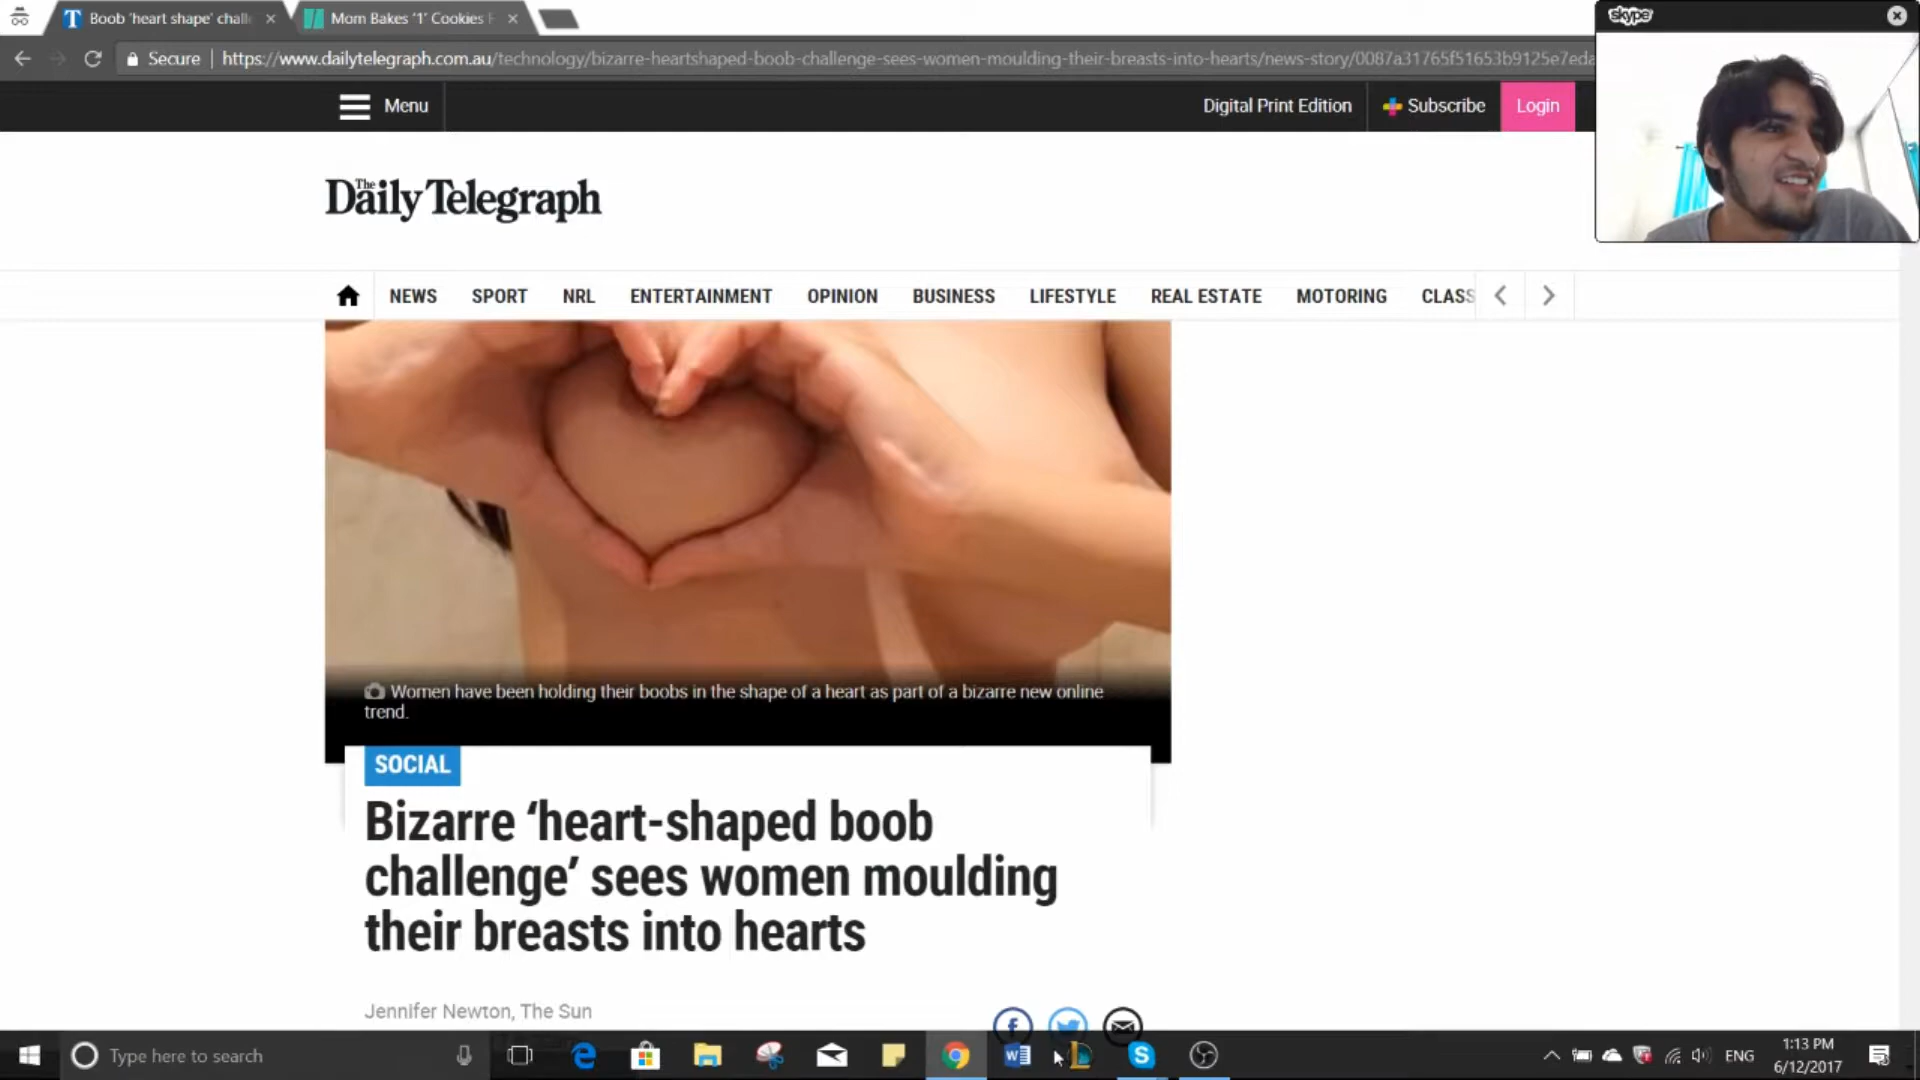 Boob 'heart shape' chall
Mom Bakes '1' Cookies F
skype
Secure
https://www.dailytelegraph.com.au/technology/bizarre-heartshaped-boob-challenge-sees-women-moulding-their-breasts-into-hearts/news-story/0087a31765f51653b9125e7eda
Menu
Digital Print Edition
Subscribe
Login
The Daily Telegraph
NEWS SPORT NRL ENTERTAINMENT OPINION BUSINESS LIFESTYLE REAL ESTATE MOTORING CLASS
Women have been holding their boobs in the shape of a heart as part of a bizarre new online
trend.
SOCIAL
Bizarre ‘heart-shaped boob
challenge’ sees women moulding
their breasts into hearts
Jennifer Newton, The Sun
Type here to search
ENG
1:13 PM
6/12/2017